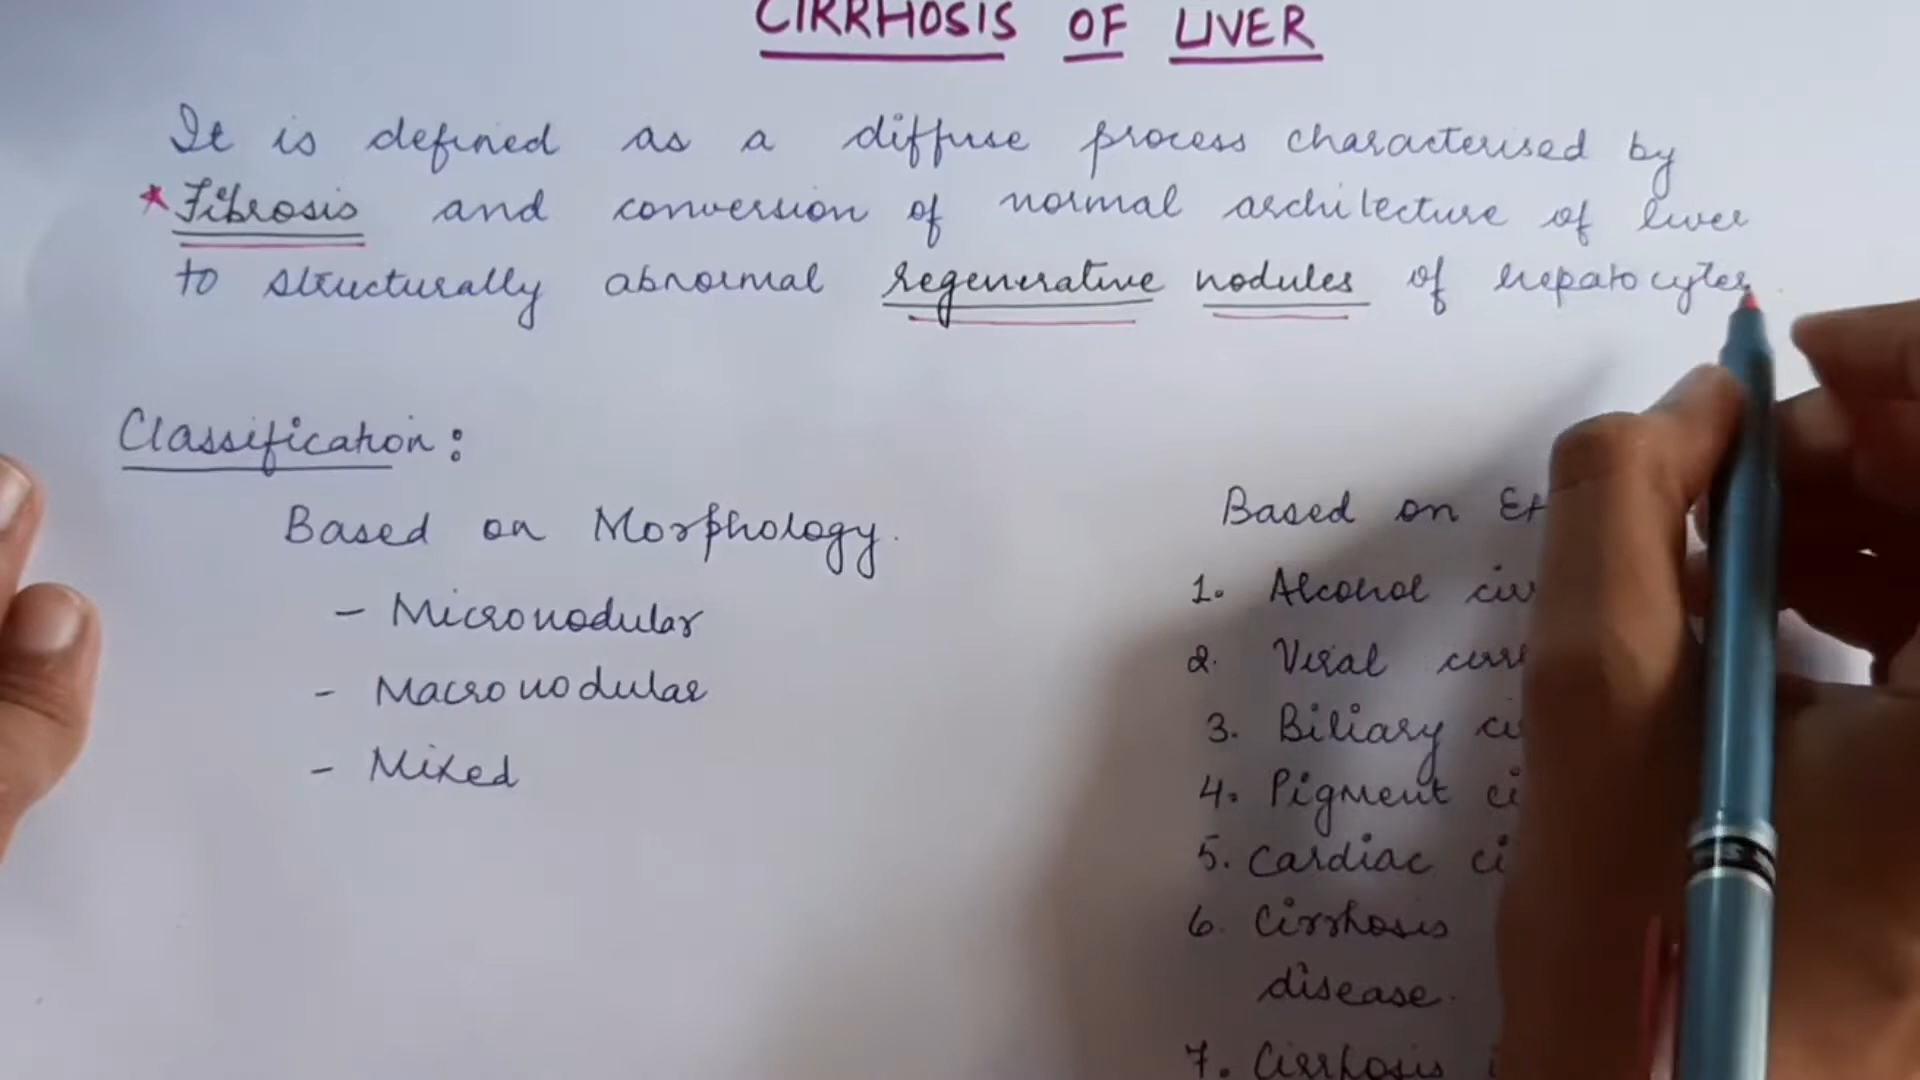 CIRRHOSIS OF LIVER
It is defined as a diffuse process characterised by
* Fibrosis and conversion of normal architecture of liver
to structurally abnormal regenerative nodules of hepatocytes
Classification:
Based on Morphology.
- Micronodular
- Macronodular
- Mixed
Based on
1. Alcohol
2. Viral
3. Biliary
4. Pigment
5. Cardiac
6. Cirrhosis
disease.
7. Cirrhosis